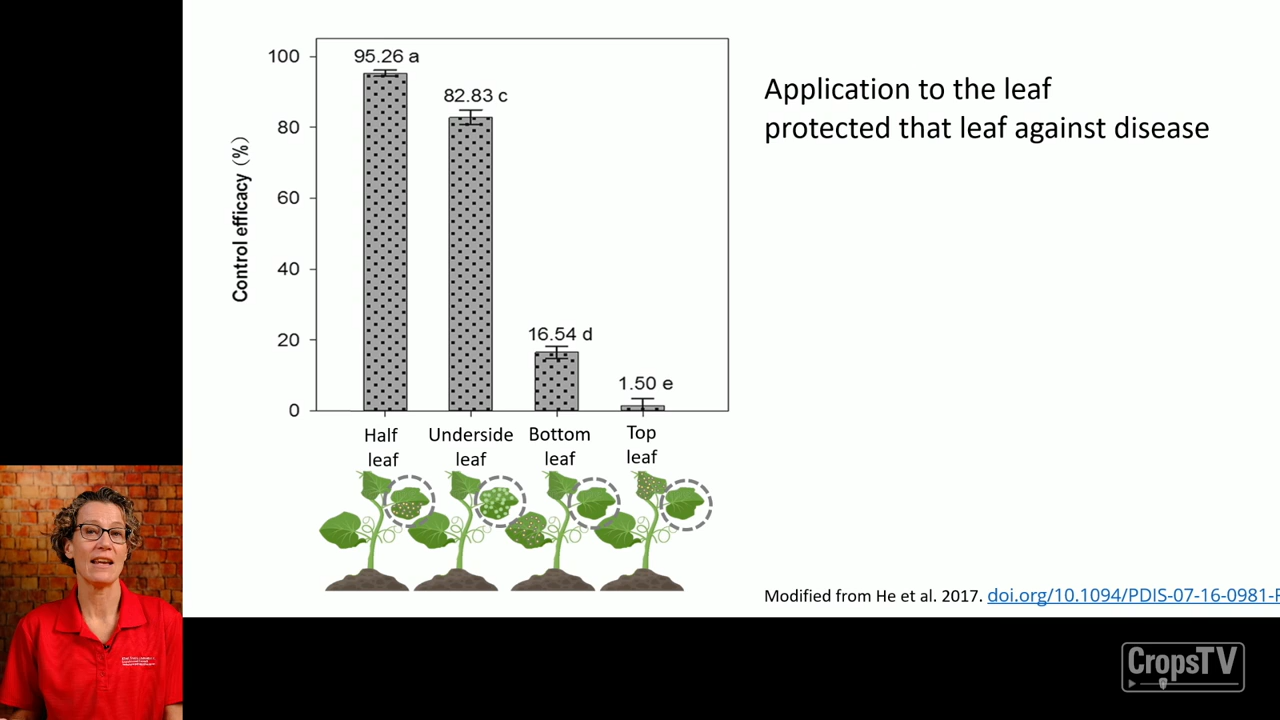 100
80
60
40
20
0
Control efficacy (%)
95.26 a
82.83 c
16.54 d
1.50 e
Half
leaf
Underside
leaf
Bottom
leaf
Top
leaf
Application to the leaf
protected that leaf against disease
Modified from He et al. 2017. doi.org/10.1094/PDIS-07-16-0981-
CropsTV